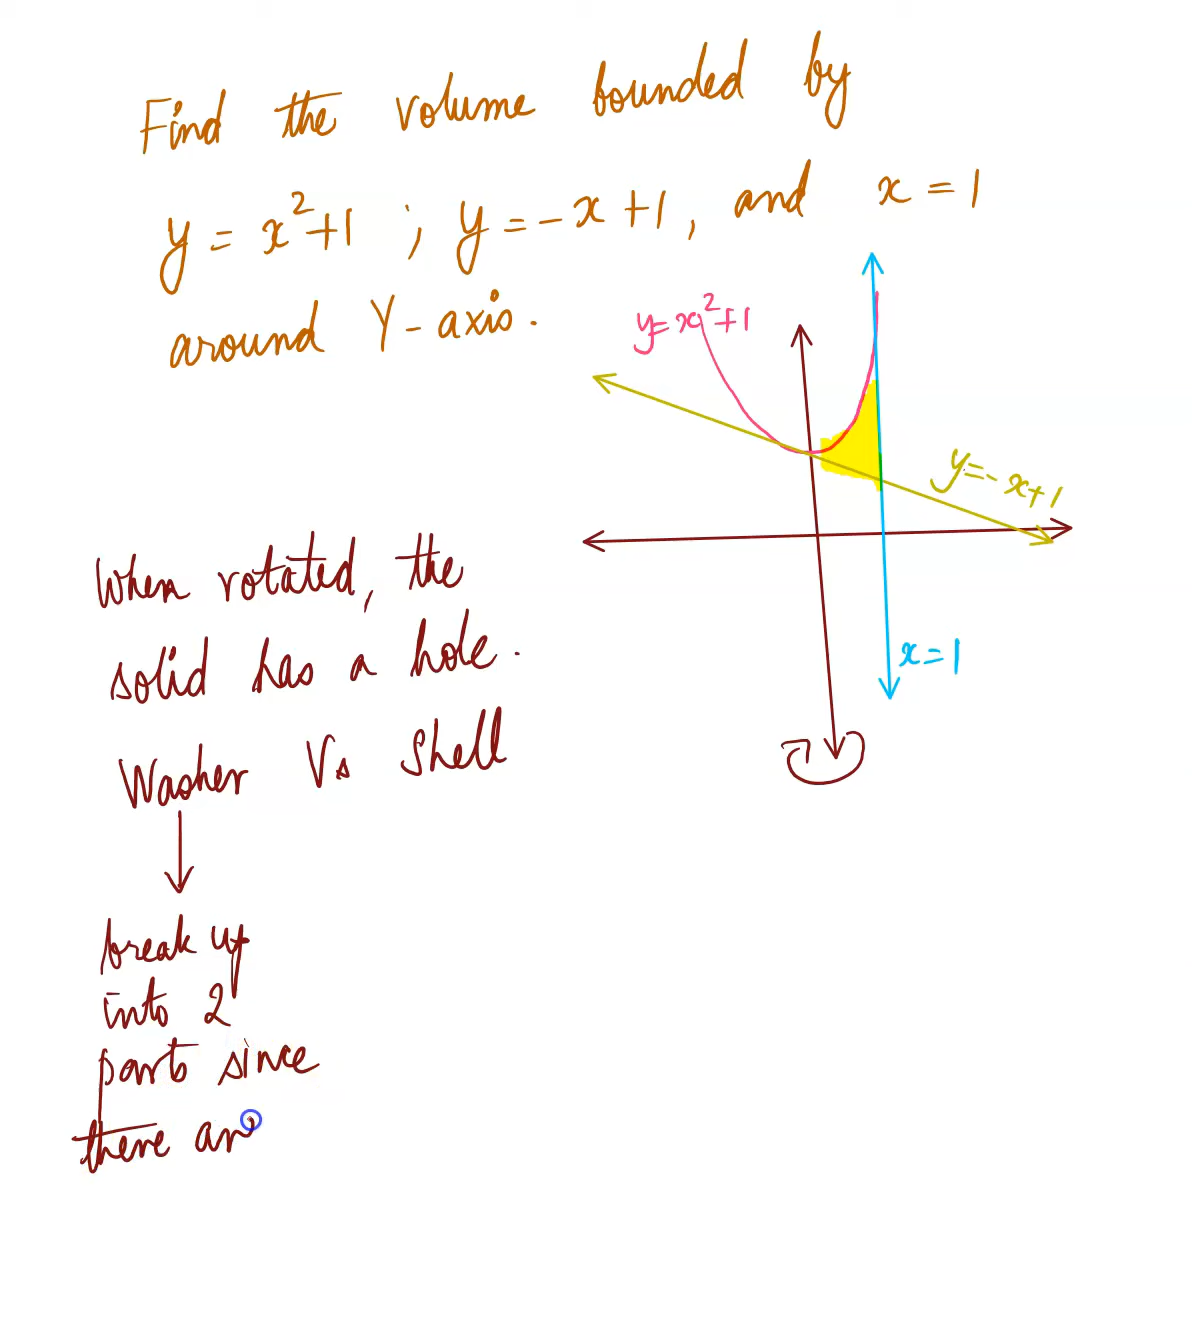 Find the volume bounded by
y = x²+1 ; y = -x +1, and x = 1
around Y-axis.
y=x²+1
y=-x+1
When rotated, the
solid has a hole.
x=1
Washer Vs Shell
break up
into 2
parts since
there are